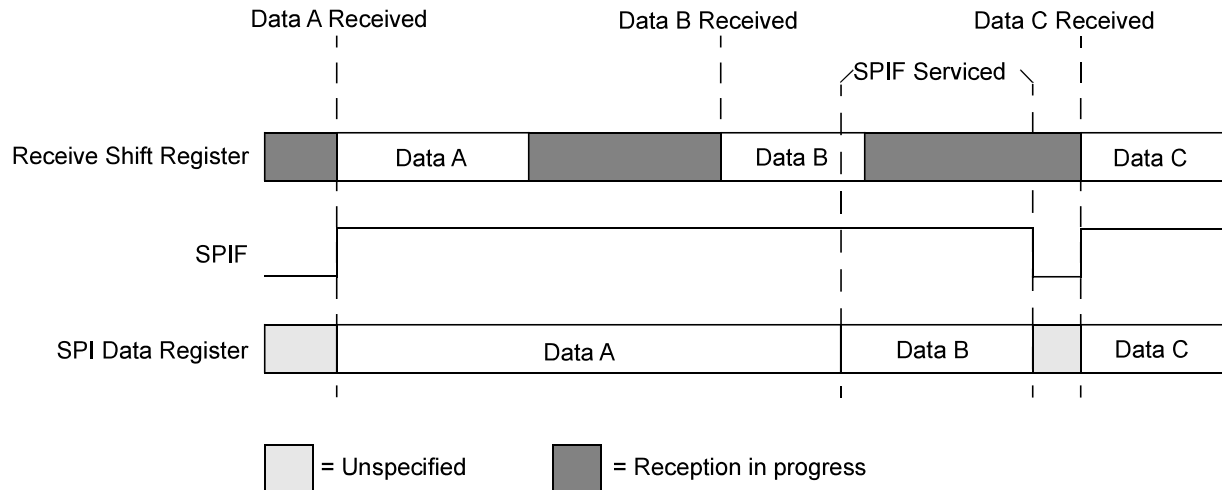 Data A Received
Data B Received
Data C Received
SPIF Serviced
Receive Shift Register
Data A
Data B
Data C
SPIF
SPI Data Register
Data A
Data B
Data C
= Unspecified
= Reception in progress